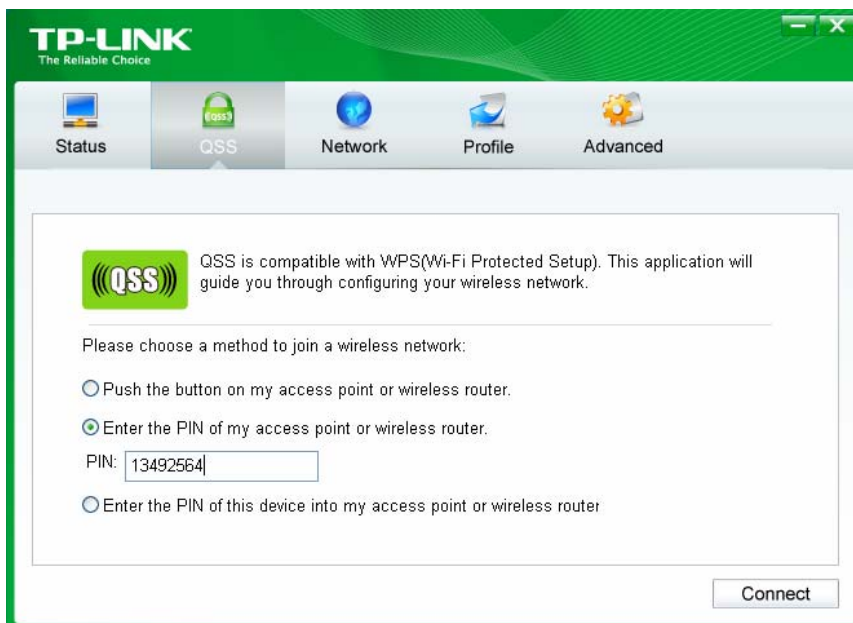 TP-LINK
The Reliable Choice
Status
QSS
Network
Profile
Advanced
QSS
QSS is compatible with WPS(Wi-Fi Protected Setup). This application will
guide you through configuring your wireless network.
Please choose a method to join a wireless network:
Push the button on my access point or wireless router.
Enter the PIN of my access point or wireless router.
PIN: 13492564
Enter the PIN of this device into my access point or wireless router
Connect